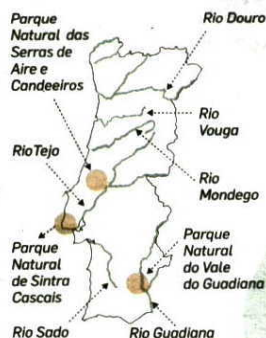 Parque
Natural das
Serras de
Aire e
Candeeiros
Rio Douro
Rio
Vouga
Rio Tejo
Rio
Mondego
Parque
Natural
de Sintra
Cascais
Parque
Natural
do Vale
do Guadiana
Rio Sado
Rio Guadiana